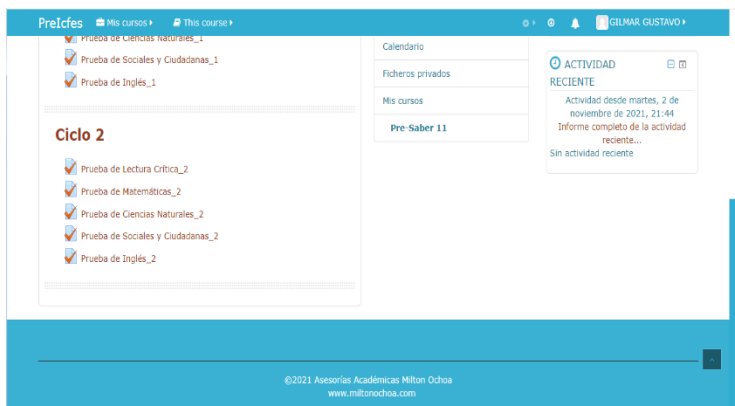 PreIcfes Mis cursos This course GILMAR GUSTAVO
Prueba de Ciencias Naturales_1
Prueba de Sociales y Ciudadanas_1
Prueba de Inglés_1
Ciclo 2
Prueba de Lectura Crítica_2
Prueba de Matemáticas_2
Prueba de Ciencias Naturales_2
Prueba de Sociales y Ciudadanas_2
Prueba de Inglés_2
Calendario
Ficheros privados
Mis cursos
Pre-Saber 11
ACTIVIDAD
RECIENTE
Actividad desde martes, 2 de
noviembre de 2021, 21:44
Informe completo de la actividad
reciente...
Sin actividad reciente
©2021 Asesorías Académicas Milton Ochoa
www.miltonochoa.com